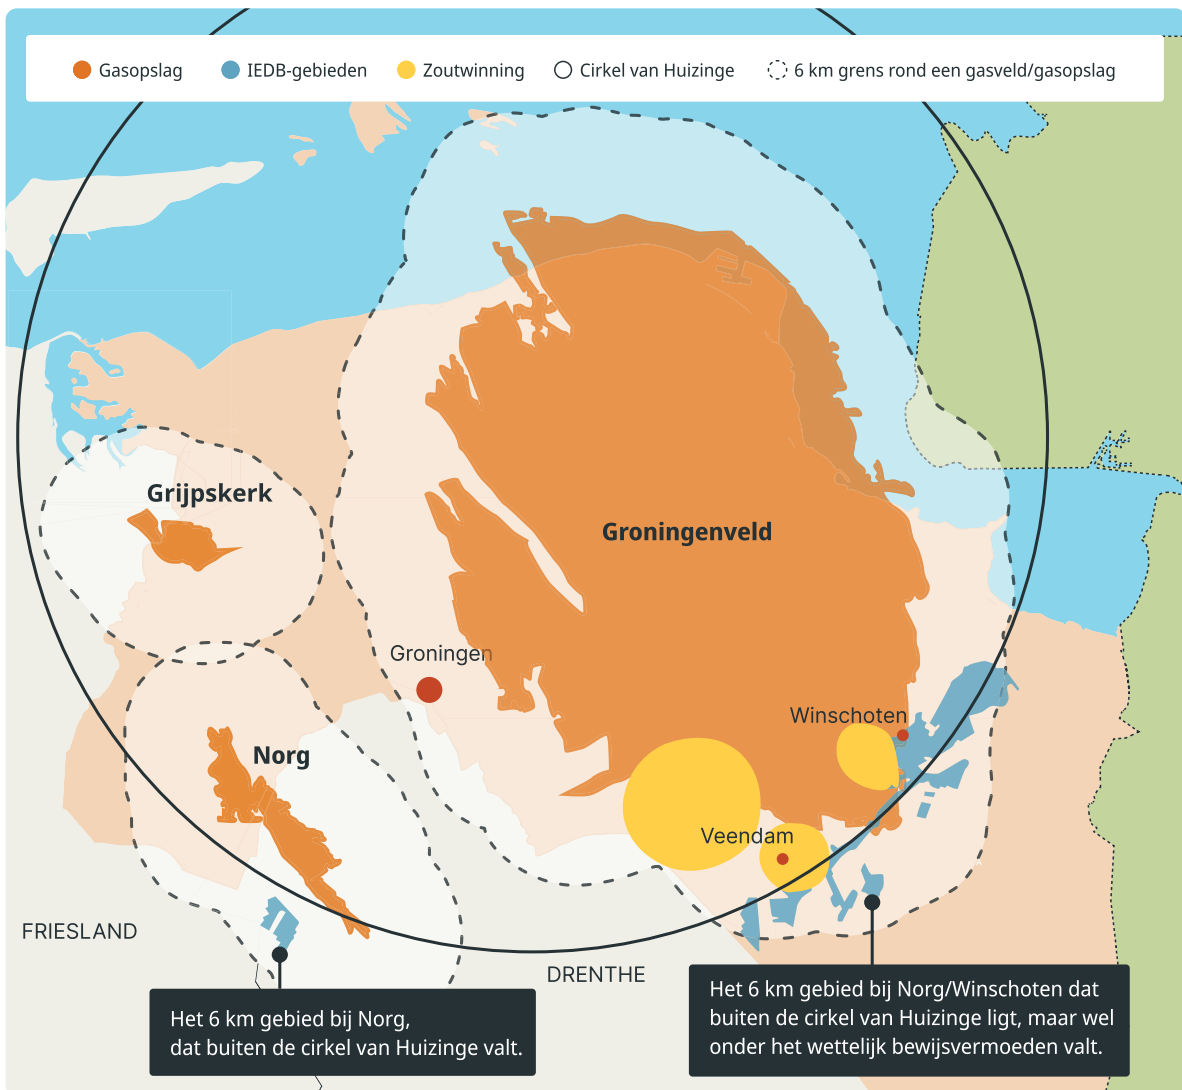 Gasopslag
IEDB-gebieden
Zoutwinning
Cirkel van Huizinge
6 km grens rond een gasveld/gasopslag
Grijpskerk
Groningenveld
Groningen
Winschoten
Norg
Veendam
FRIESLAND
DRENTHE
Het 6 km gebied bij Norg,
dat buiten de cirkel van Huizinge valt.
Het 6 km gebied bij Norg/Winschoten dat
buiten de cirkel van Huizinge ligt, maar wel
onder het wettelijk bewijsvermoeden valt.